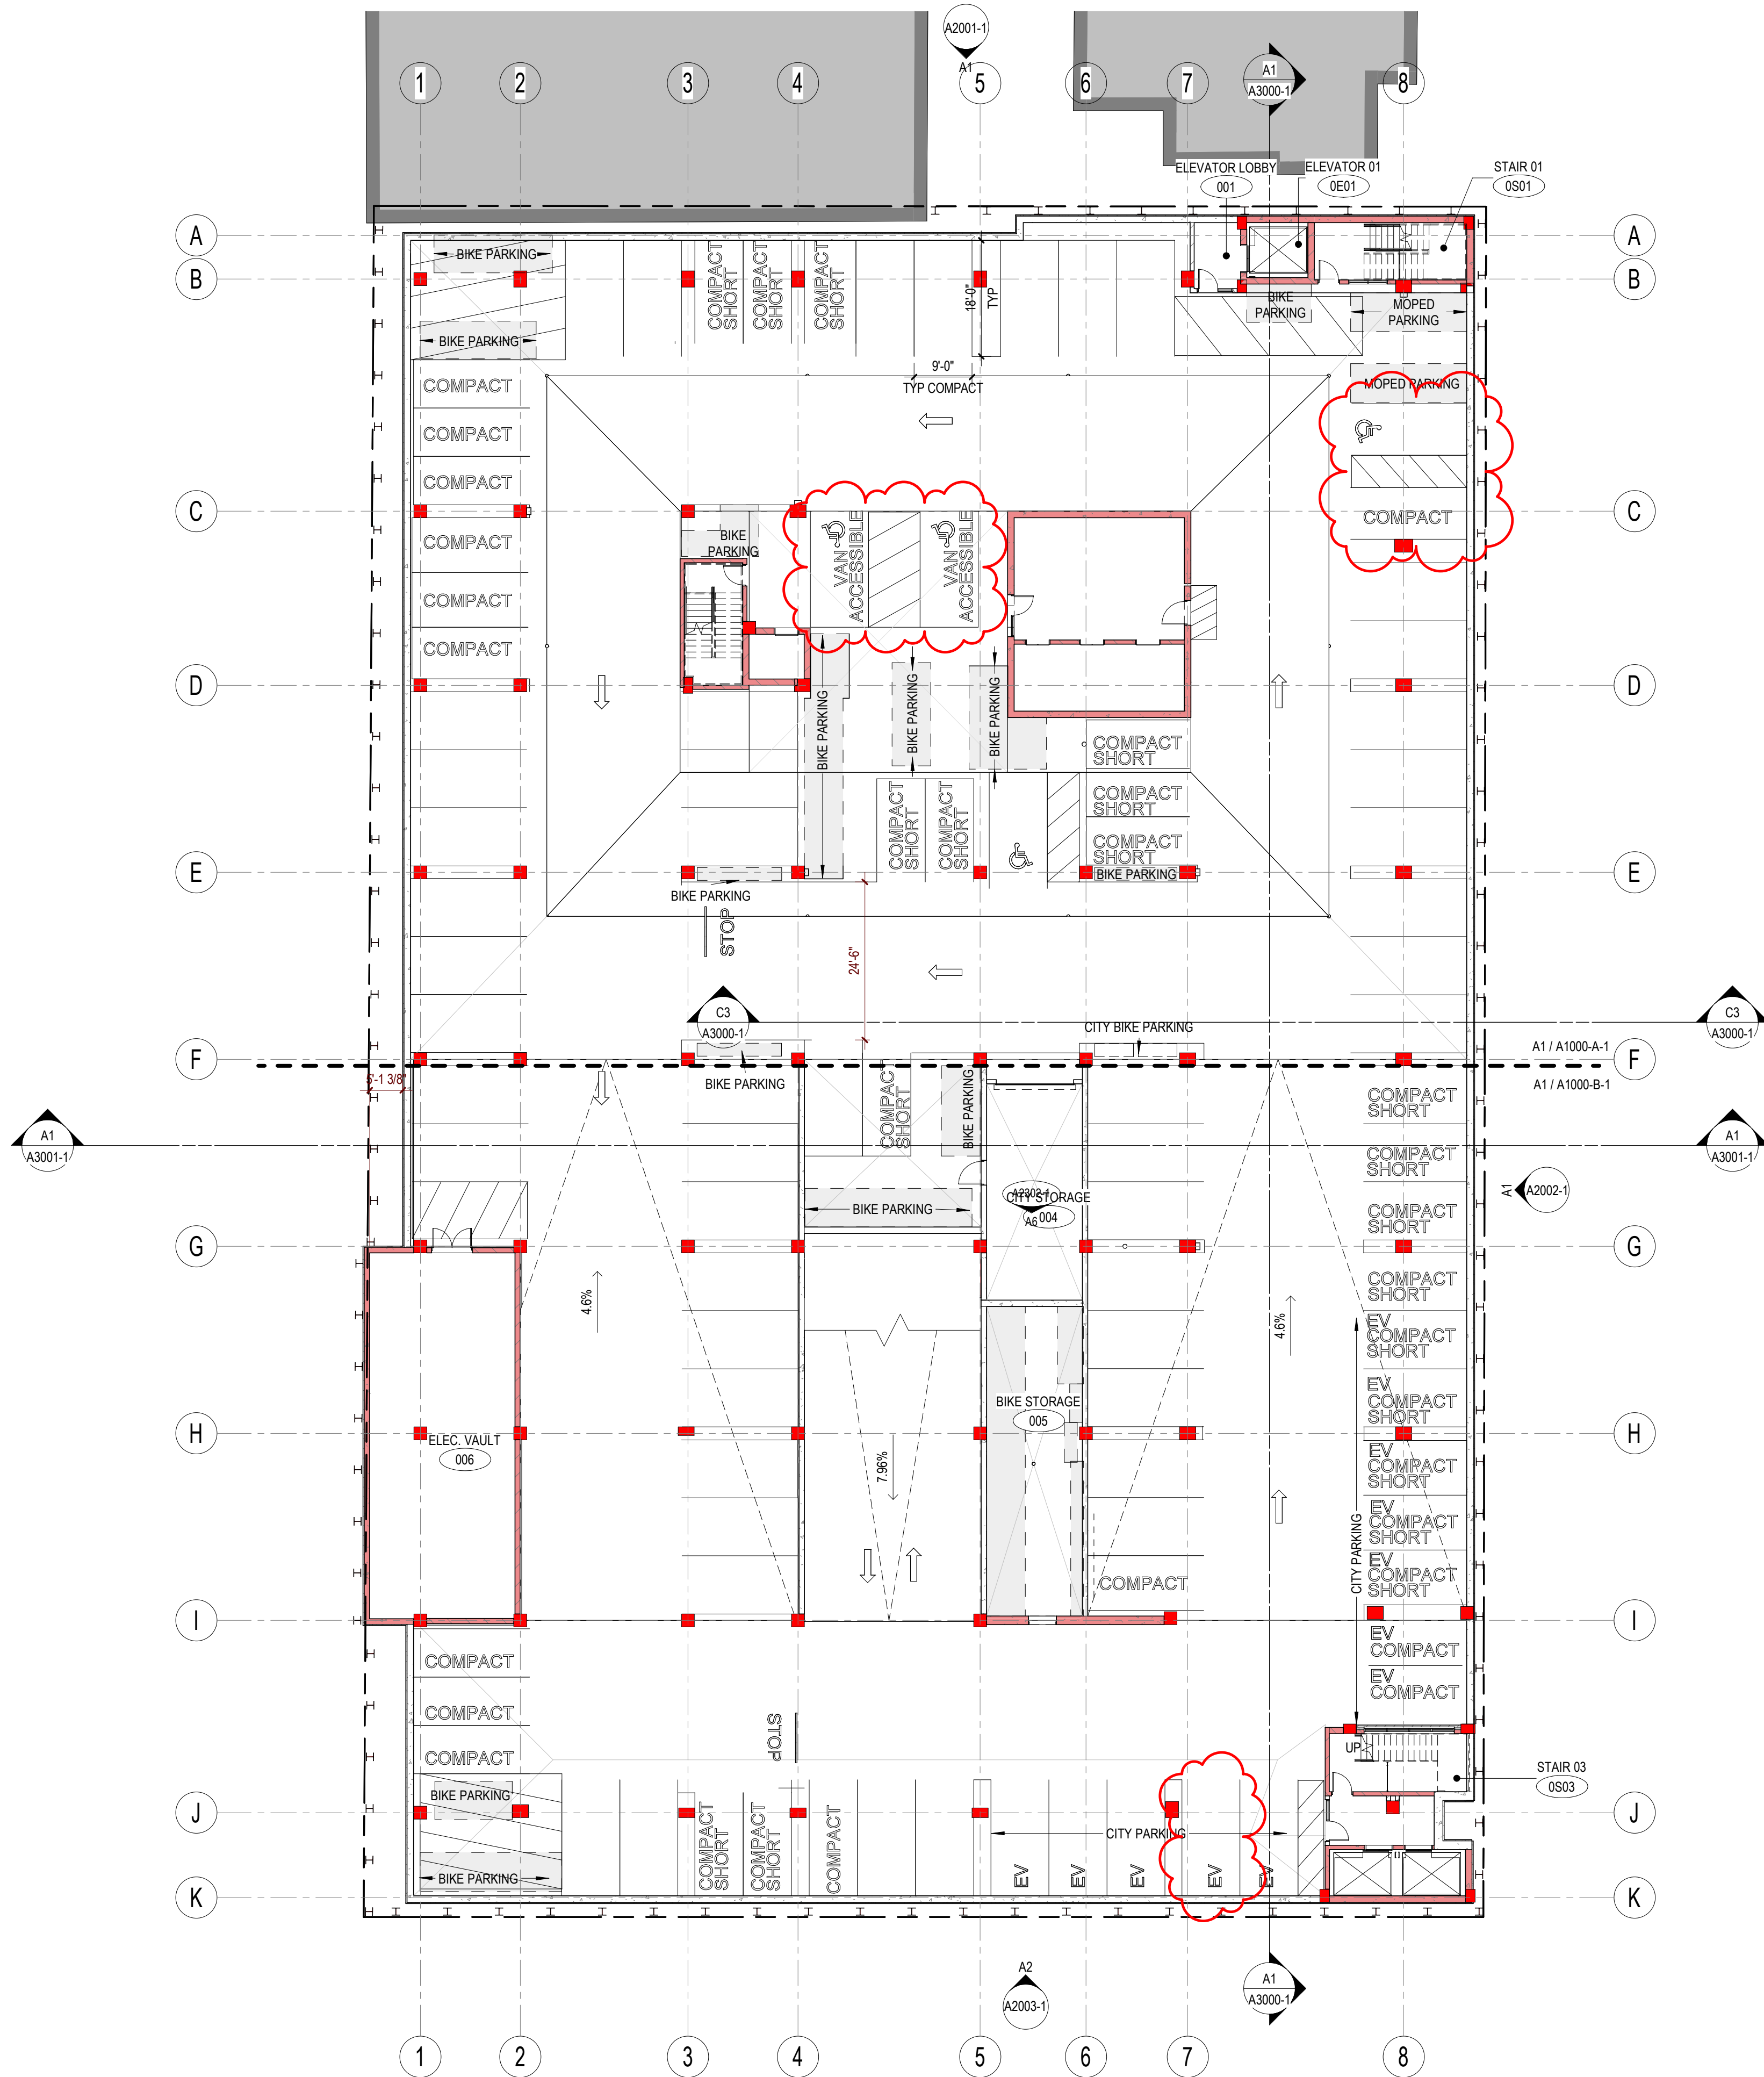 A2001-1
A1
1
2
3
4
5
6
7
8
A1
A3000-1
ELEVATOR LOBBY
001
ELEVATOR 01
0E01
STAIR 01
0S01
A
A
B
B
BIKE PARKING
COMPACT
SHORT
COMPACT
SHORT
COMPACT
SHORT
18'-0"
TYP
BIKE
PARKING
MOPED
PARKING
BIKE PARKING
9'-0"
TYP COMPACT
MOPED PARKING
COMPACT
COMPACT
COMPACT
C
C
COMPACT
BIKE
PARKING
VAN
ACCESSIBLE
VAN
ACCESSIBLE
COMPACT
COMPACT
COMPACT
D
D
BIKE PARKING
BIKE PARKING
BIKE PARKING
COMPACT
SHORT
COMPACT
SHORT
COMPACT
SHORT
COMPACT
SHORT
COMPACT
SHORT
E
E
BIKE PARKING
BIKE PARKING
STOP
24'-6"
C3
A3000-1
C3
A3000-1
CITY BIKE PARKING
A1 / A1000-A-1
F
F
5'-1 3/8"
BIKE PARKING
A1 / A1000-B-1
COMPACT
SHORT
BIKE PARKING
COMPACT
SHORT
A1
A3001-1
A1
A3001-1
COMPACT
SHORT
A1
A2002-1
A2302-1
CITY STORAGE
A6
004
BIKE PARKING
COMPACT
SHORT
G
G
COMPACT
SHORT
4.6%
4.6%
EV
COMPACT
SHORT
BIKE STORAGE
005
EV
COMPACT
SHORT
H
H
ELEC. VAULT
006
7.96%
EV
COMPACT
SHORT
EV
COMPACT
SHORT
CITY PARKING
EV
COMPACT
SHORT
COMPACT
I
I
EV
COMPACT
COMPACT
EV
COMPACT
COMPACT
STOP
UP
COMPACT
STAIR 03
0S03
BIKE PARKING
J
J
COMPACT
SHORT
COMPACT
SHORT
COMPACT
CITY PARKING
BIKE PARKING
EV
EV
EV
EV
EV
K
K
A2
A2003-1
A1
A3000-1
1
2
3
4
5
6
7
8